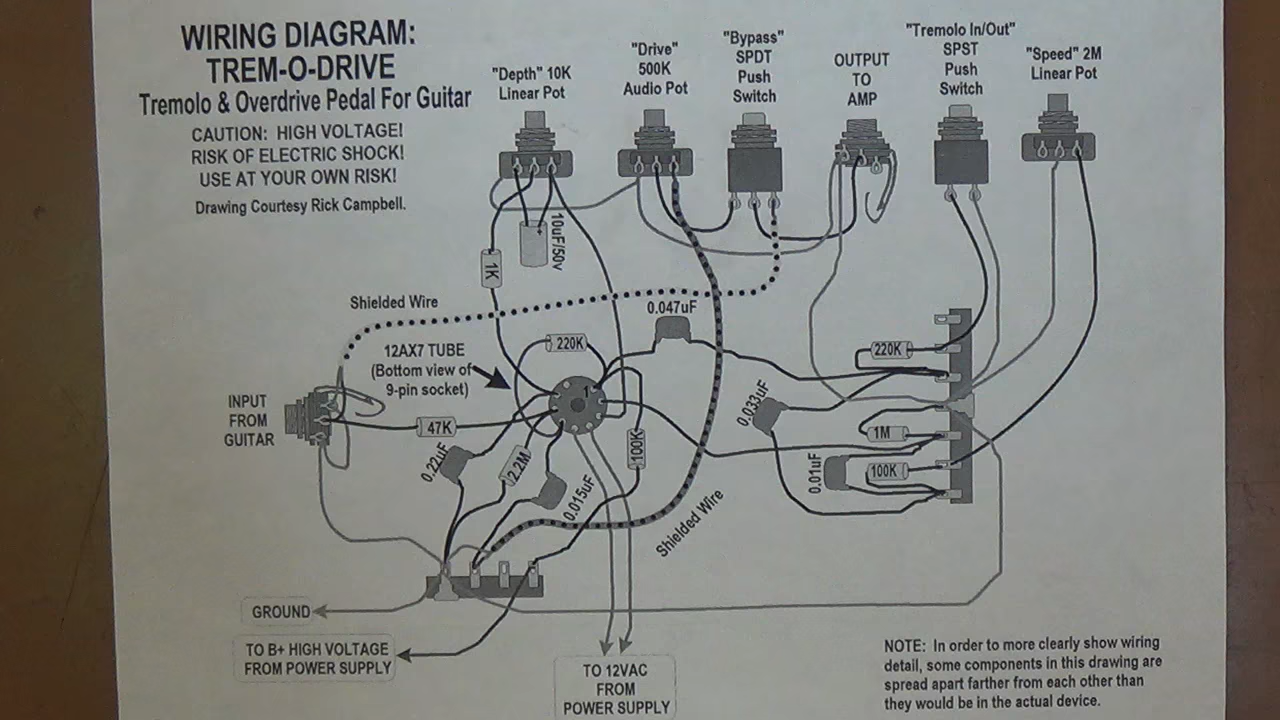 WIRING DIAGRAM:
TREM-O-DRIVE
Tremolo & Overdrive Pedal For Guitar
CAUTION: HIGH VOLTAGE!
RISK OF ELECTRIC SHOCK!
USE AT YOUR OWN RISK!
Drawing Courtesy Rick Campbell.
"Depth" 10K
Linear Pot
"Drive"
500K
Audio Pot
"Bypass"
SPDT
Push
Switch
OUTPUT
TO
AMP
"Tremolo In/Out"
SPST
Push
Switch
"Speed" 2M
Linear Pot
+
10uF/50v
1K
Shielded Wire
0.047uF
12AX7 TUBE
(Bottom view of
9-pin socket)
220K
1
220K
INPUT
FROM
GUITAR
47K
0.22uF
2.2M
0.015uF
100K
0.033uF
1M
0.01uF
100K
Shielded Wire
GROUND
TO B+ HIGH VOLTAGE
FROM POWER SUPPLY
TO 12VAC
FROM
POWER SUPPLY
NOTE: In order to more clearly show wiring
detail, some components in this drawing are
spread apart farther from each other than
they would be in the actual device.